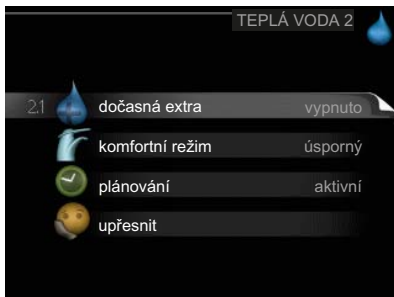 TEPLÁ VODA 2
2.1 dočasná extra vypnuto
komfortní režim úsporný
plánování aktivní
upřesnit